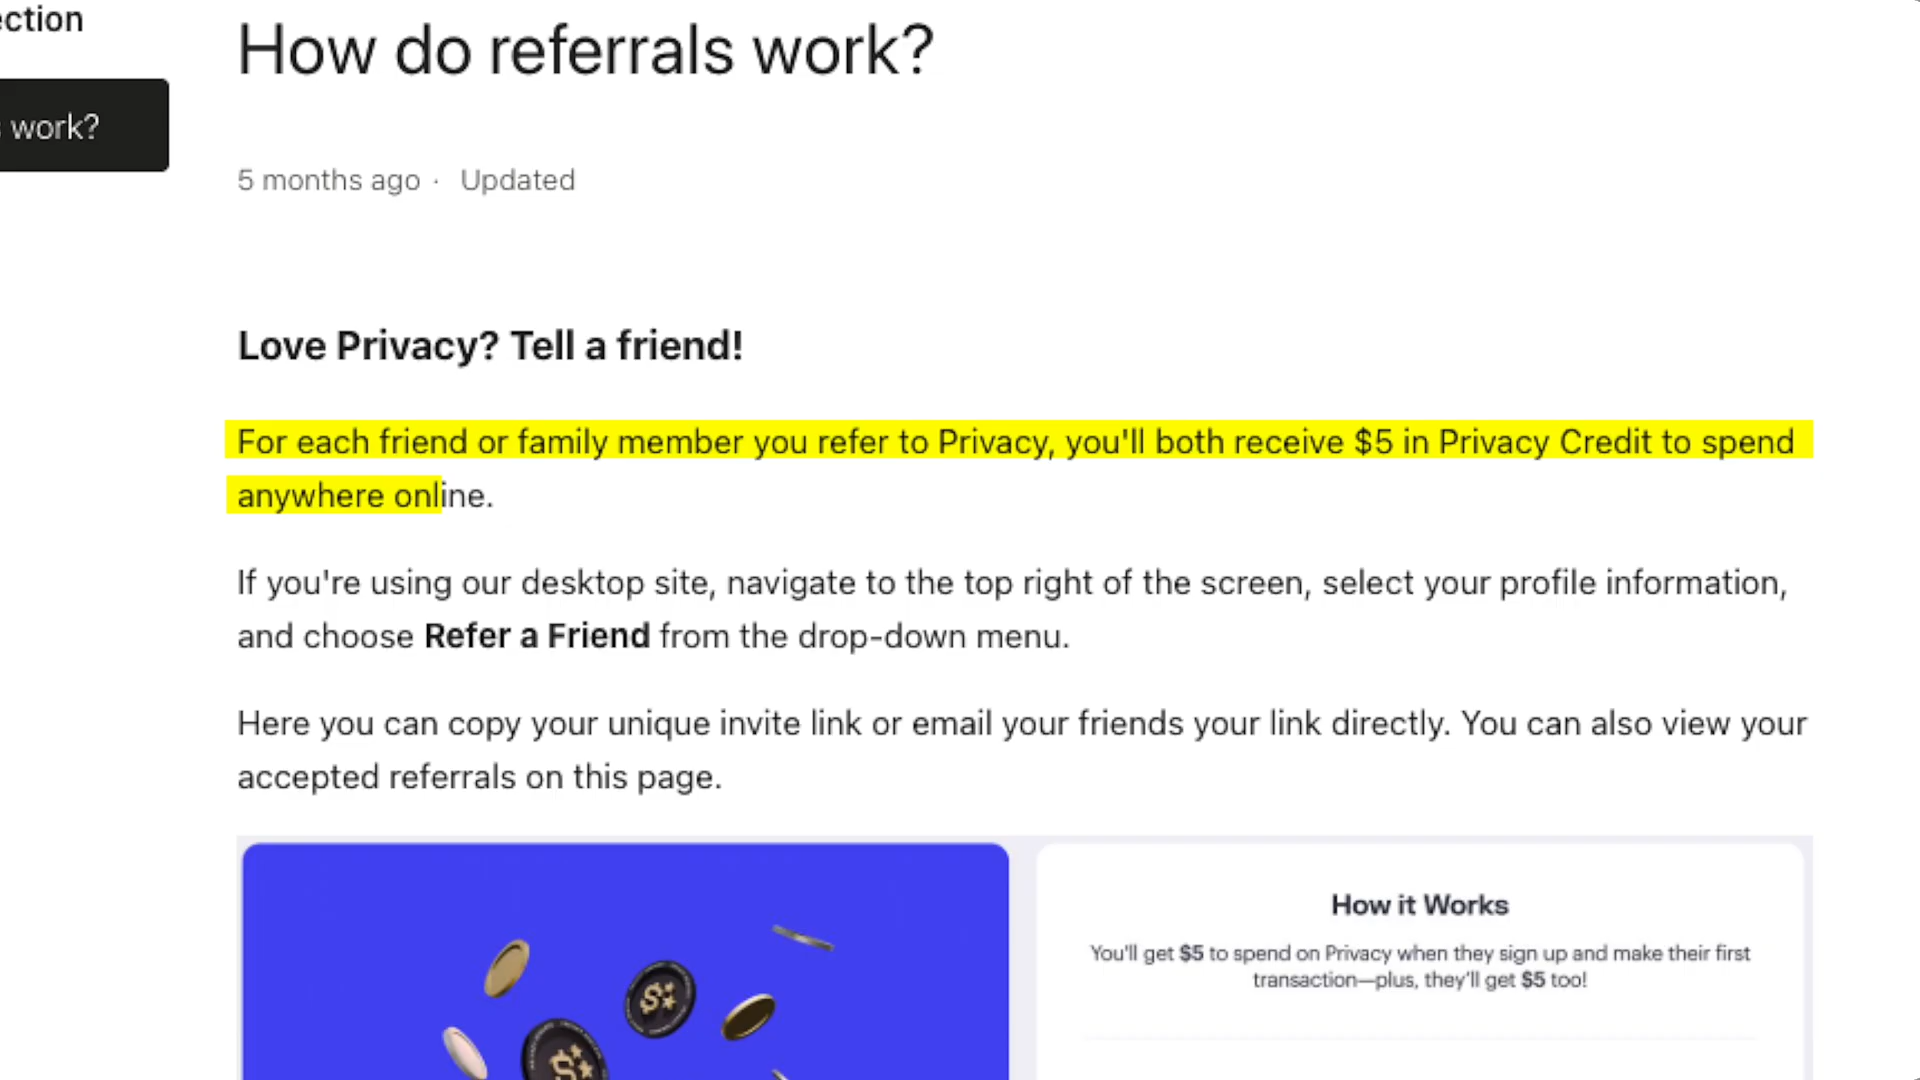 ection
How do referrals work?
work?
5 months ago · Updated
Love Privacy? Tell a friend!
For each friend or family member you refer to Privacy, you'll both receive $5 in Privacy Credit to spend
anywhere online.
If you're using our desktop site, navigate to the top right of the screen, select your profile information,
and choose Refer a Friend from the drop-down menu.
Here you can copy your unique invite link or email your friends your link directly. You can also view your
accepted referrals on this page.
How it Works
You'll get $5 to spend on Privacy when they sign up and make their first
transaction—plus, they'll get $5 too!
$
$